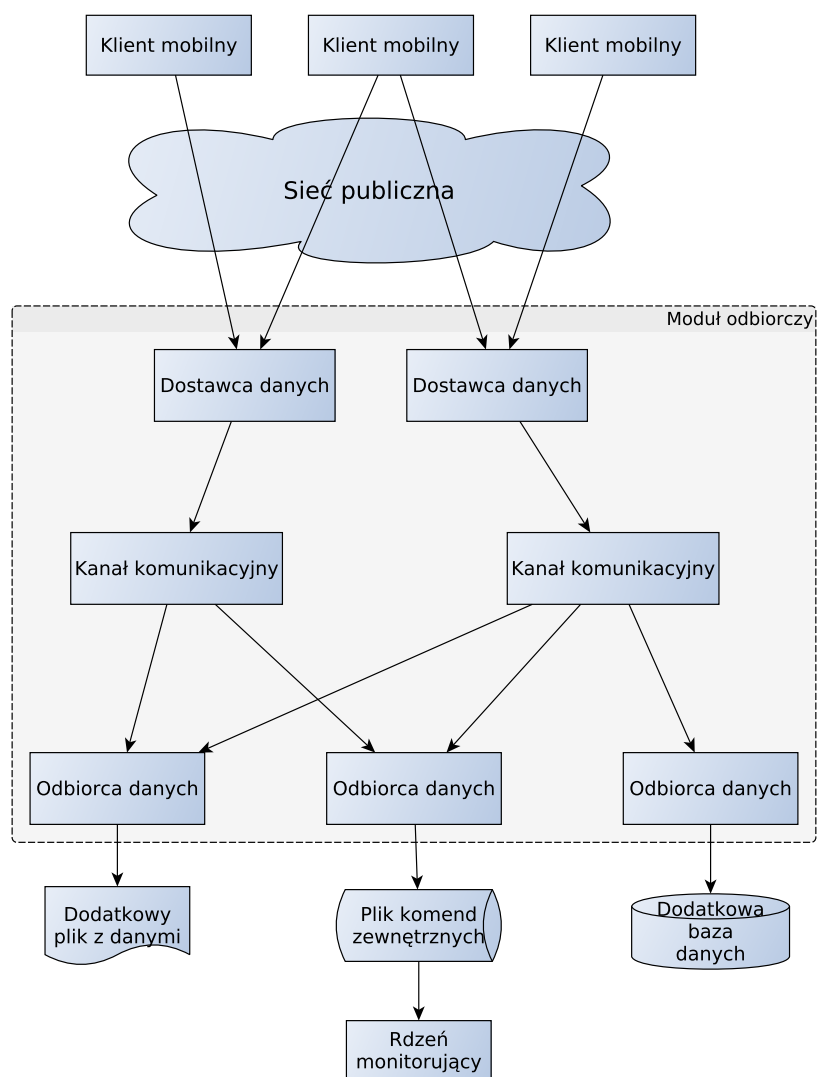 Klient mobilny
Klient mobilny
Klient mobilny
Sieć publiczna
Moduł odbiorczy
Dostawca danych
Dostawca danych
Kanał komunikacyjny
Kanał komunikacyjny
Odbiorca danych
Odbiorca danych
Odbiorca danych
Dodatkowy
plik z danymi
Plik komend
zewnętrznych
Dodatkowa
baza
danych
Rdzeń
monitorujący